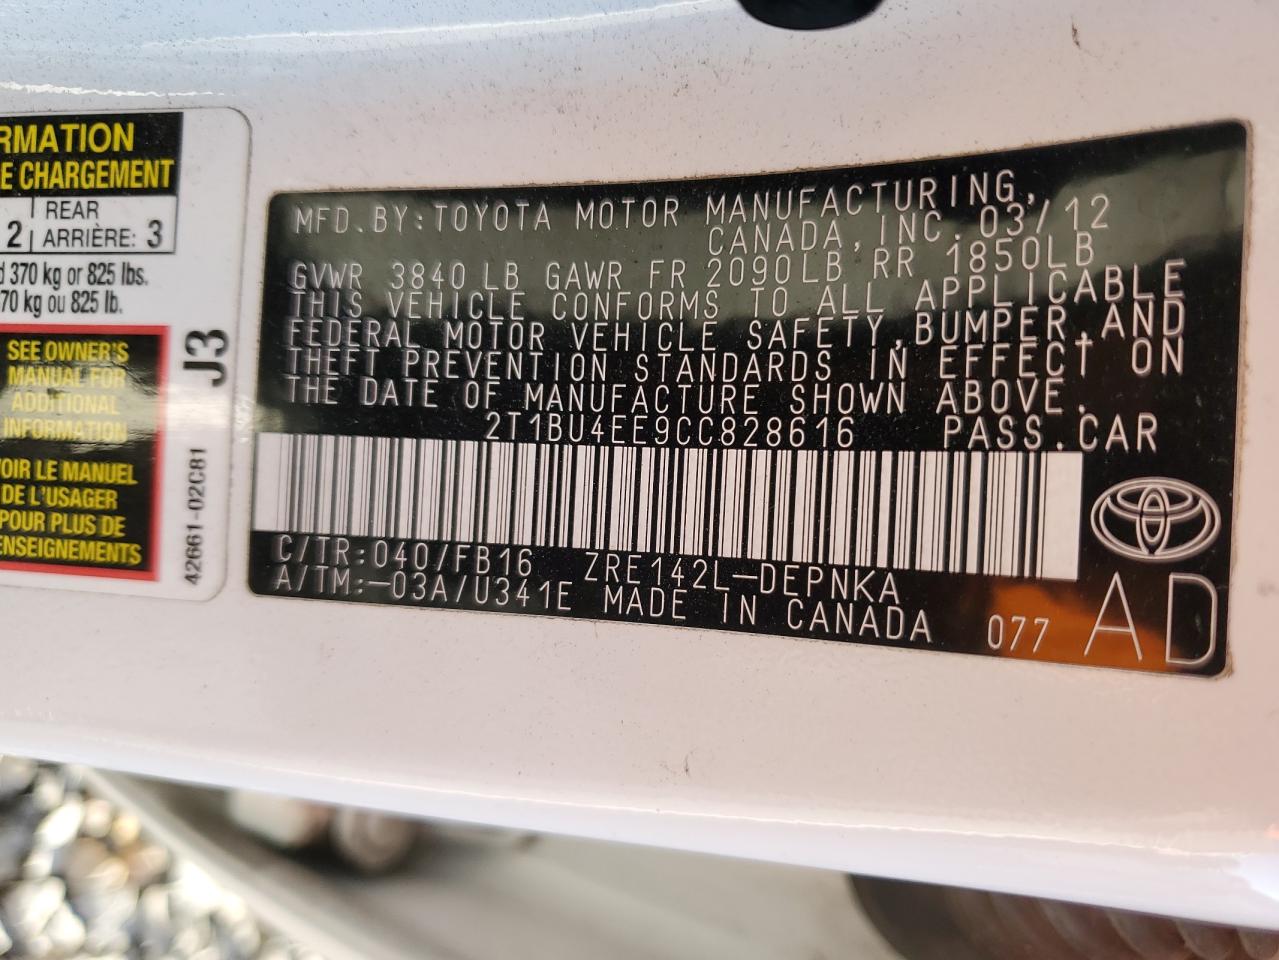 RMATION
E CHARGEMENT
2 REAR
ARRIÈRE: 3
370 kg or 825 lbs.
70 kg ou 825 lb.
SEE OWNER'S
MANUAL FOR
ADDITIONAL
INFORMATION
OIR LE MANUEL
DE L'USAGER
POUR PLUS DE
ENSEIGNEMENTS
J3
42661-02C81
MFD.BY:TOYOTA MOTOR MANUFACTURING,
CANADA,INC. 03/12
GVWR 3840 LB GAWR FR 2090LB RR 1850LB
THIS VEHICLE CONFORMS TO ALL APPLICABLE
FEDERAL MOTOR VEHICLE SAFETY,BUMPER,AND
THEFT PREVENTION STANDARDS IN EFFECT ON
THE DATE OF MANUFACTURE SHOWN ABOVE.
2T1BU4EE9CC828616 PASS.CAR
C/TR:040/FB16 ZRE142L-DEPNKA
A/TM:-03A/U341E MADE IN CANADA 077 AD